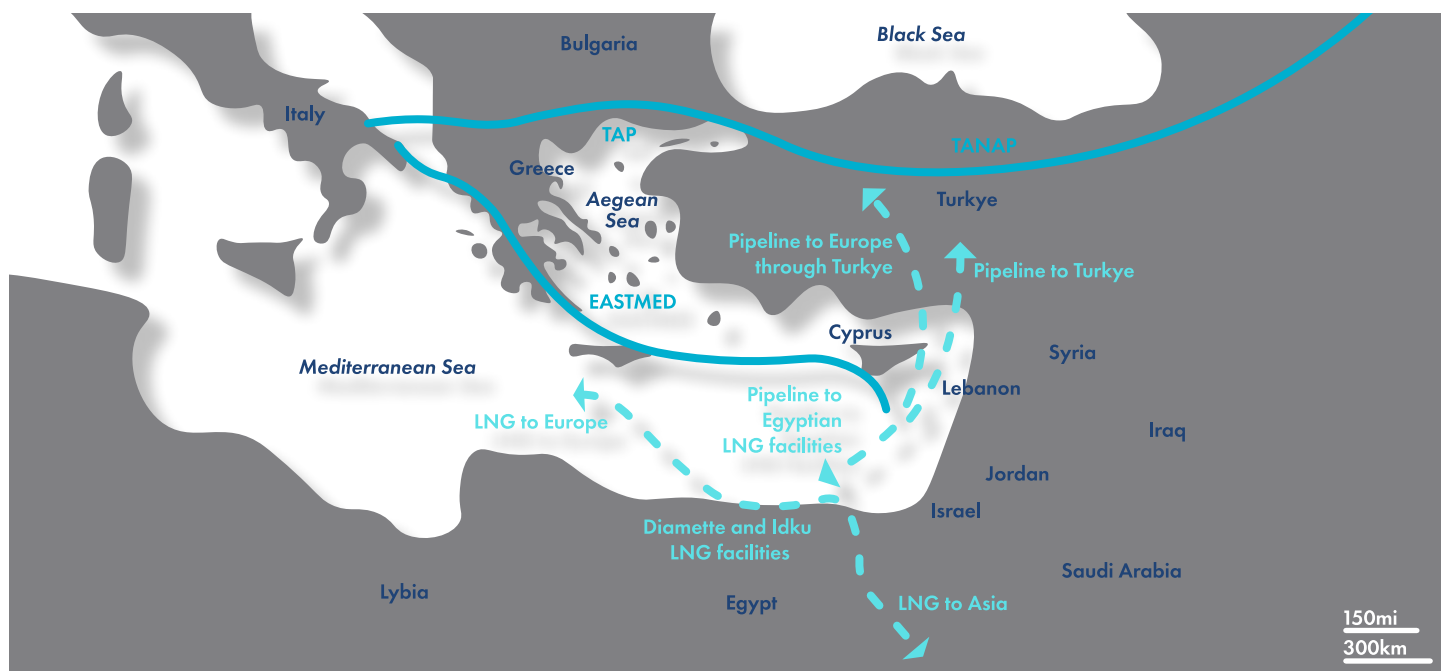 Black Sea
Bulgaria
Italy
TAP
TANAP
Greece
Turkye
Aegean
Sea
Pipeline to Europe
through Turkye
Pipeline to Turkye
EASTMED
Cyprus
Syria
Mediterranean Sea
Lebanon
Pipeline to
Egyptian
LNG facilities
LNG to Europe
Iraq
Jordan
Israel
Diamette and Idku
LNG facilities
Saudi Arabia
Lybia
Egypt
LNG to Asia
150mi
300km